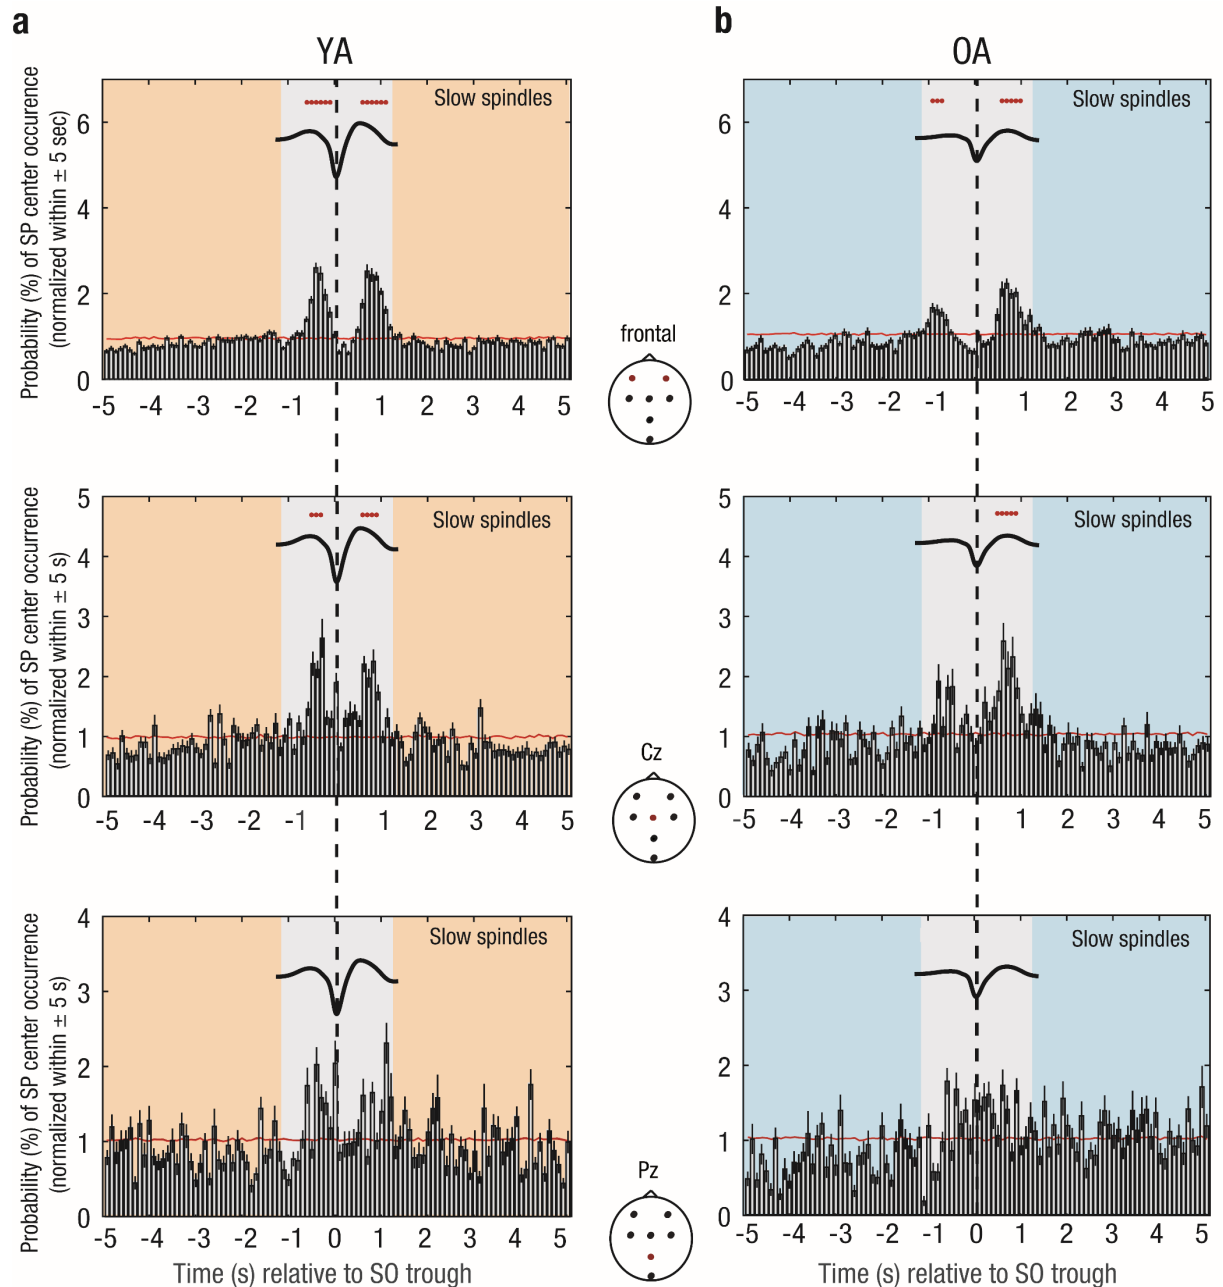 a
b
YA
OA
Probability (%) of SP center occurrence
(normalized within ± 5 sec)
Slow spindles
6
4
2
0
-5 -4 -3 -2 -1 0 1 2 3 4 5
frontal
Slow spindles
6
4
2
0
-5 -4 -3 -2 -1 0 1 2 3 4 5
Probability (%) of SP center occurrence
(normalized within ± 5 s)
Slow spindles
5
4
3
2
1
0
-5 -4 -3 -2 -1 0 1 2 3 4 5
Cz
Slow spindles
5
4
3
2
1
0
-5 -4 -3 -2 -1 0 1 2 3 4 5
Probability (%) of SP center occurrence
(normalized within ± 5 s)
Slow spindles
4
3
2
1
0
-5 -4 -3 -2 -1 0 1 2 3 4 5
Time (s) relative to SO trough
Pz
Slow spindles
4
3
2
1
0
-5 -4 -3 -2 -1 0 1 2 3 4 5
Time (s) relative to SO trough